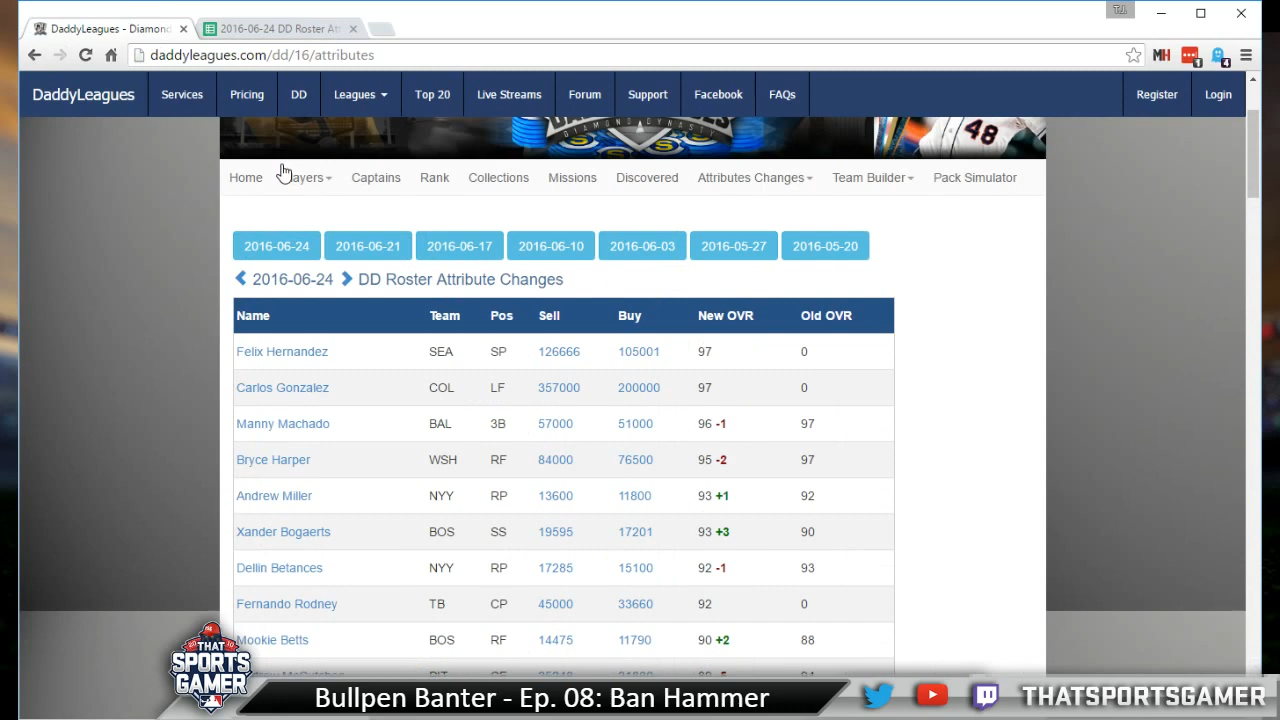 DaddyLeagues - Diamond
2016-06-24 DD Roster Att
daddyleagues.com/dd/16/attributes
MH 1 4
DaddyLeagues Services Pricing DD Leagues Top 20 Live Streams Forum Support Facebook FAQs Register Login
DIAMOND DYNASTY
48
Home Captains Rank Collections Missions Discovered Attributes Changes Team Builder Pack Simulator
2016-06-24 2016-06-21 2016-06-17 2016-06-10 2016-06-03 2016-05-27 2016-05-20
2016-06-24 DD Roster Attribute Changes
Name Team Pos Sell Buy New OVR Old OVR
Felix Hernandez SEA SP 126666 105001 97 0
Carlos Gonzalez COL LF 357000 200000 97 0
Manny Machado BAL 3B 57000 51000 96 -1 97
Bryce Harper WSH RF 84000 76500 95 -2 97
Andrew Miller NYY RP 13600 11800 93 +1 92
Xander Bogaerts BOS SS 19595 17201 93 +3 90
Dellin Betances NYY RP 17285 15100 92 -1 93
Fernando Rodney TB CP 45000 33660 92 0
Mookie Betts BOS RF 14475 11790 90 +2 88
THAT
SPORTS
GAMER
Bullpen Banter - Ep. 08: Ban Hammer
THATSPORTSGAMER